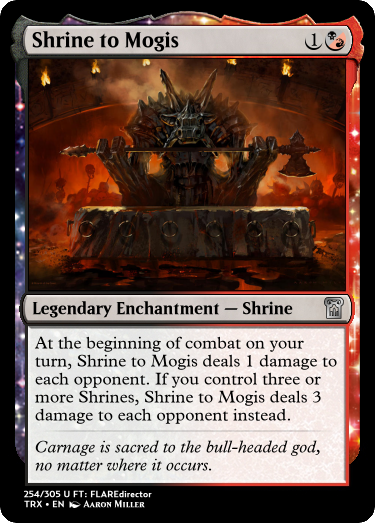 Shrine to Mogis 1
Legendary Enchantment — Shrine
At the beginning of combat on your
turn, Shrine to Mogis deals 1 damage to
each opponent. If you control three or
more Shrines, Shrine to Mogis deals 3
damage to each opponent instead.
Carnage is sacred to the bull-headed god,
no matter where it occurs.
254/305 U FT: FLAREdirector
TRX • EN Aaron Miller